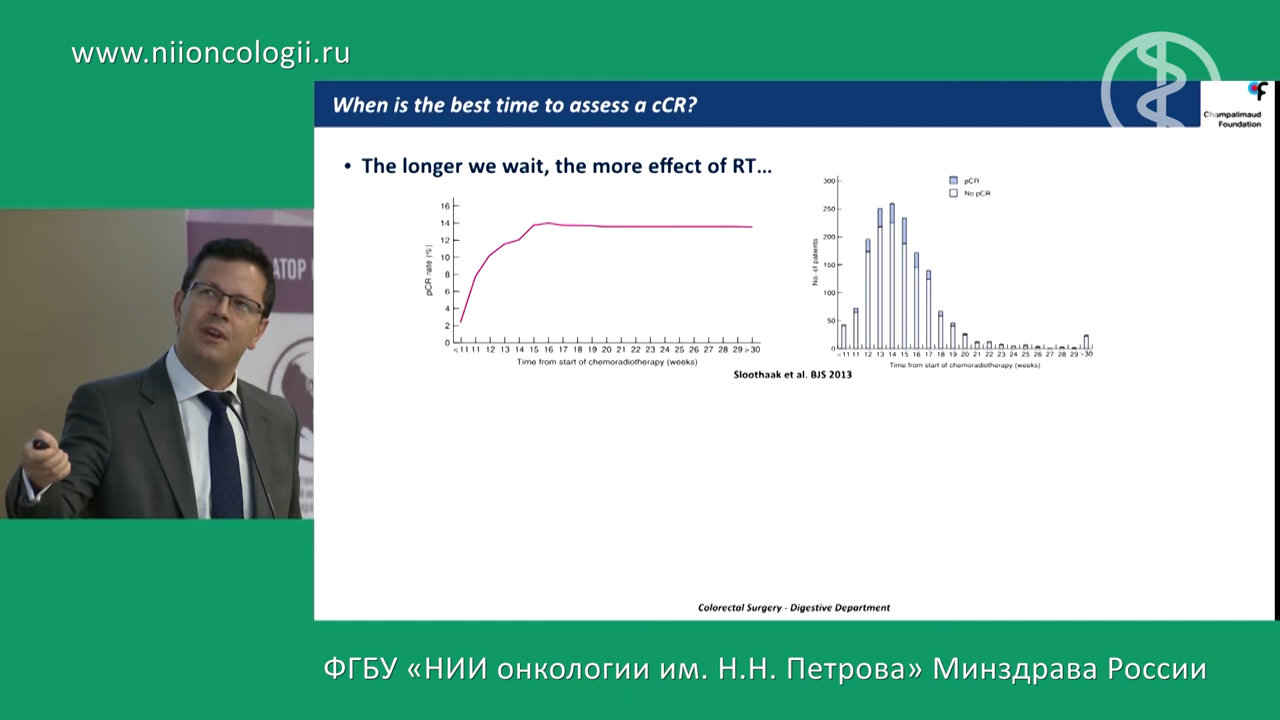 www.niioncologii.ru
When is the best time to assess a cCR?
Champalimaud
Foundation
• The longer we wait, the more effect of RT...
16
14
12
10
8
6
4
2
0
pCR rate (%)
<11 11 12 13 14 15 16 17 18 19 20 21 22 23 24 25 26 27 28 29 >30
Time from start of chemoradiotherapy (weeks)
300
250
200
150
100
50
0
No. of patients
pCR
No pCR
<11 11 12 13 14 15 16 17 18 19 20 21 22 23 24 25 26 27 28 29 >30
Time from start of chemoradiotherapy (weeks)
Sloothaak et al. BJS 2013
АТОР
Colorectal Surgery - Digestive Department
ФГБУ «НИИ онкологии им. Н.Н. Петрова» Минздрава России